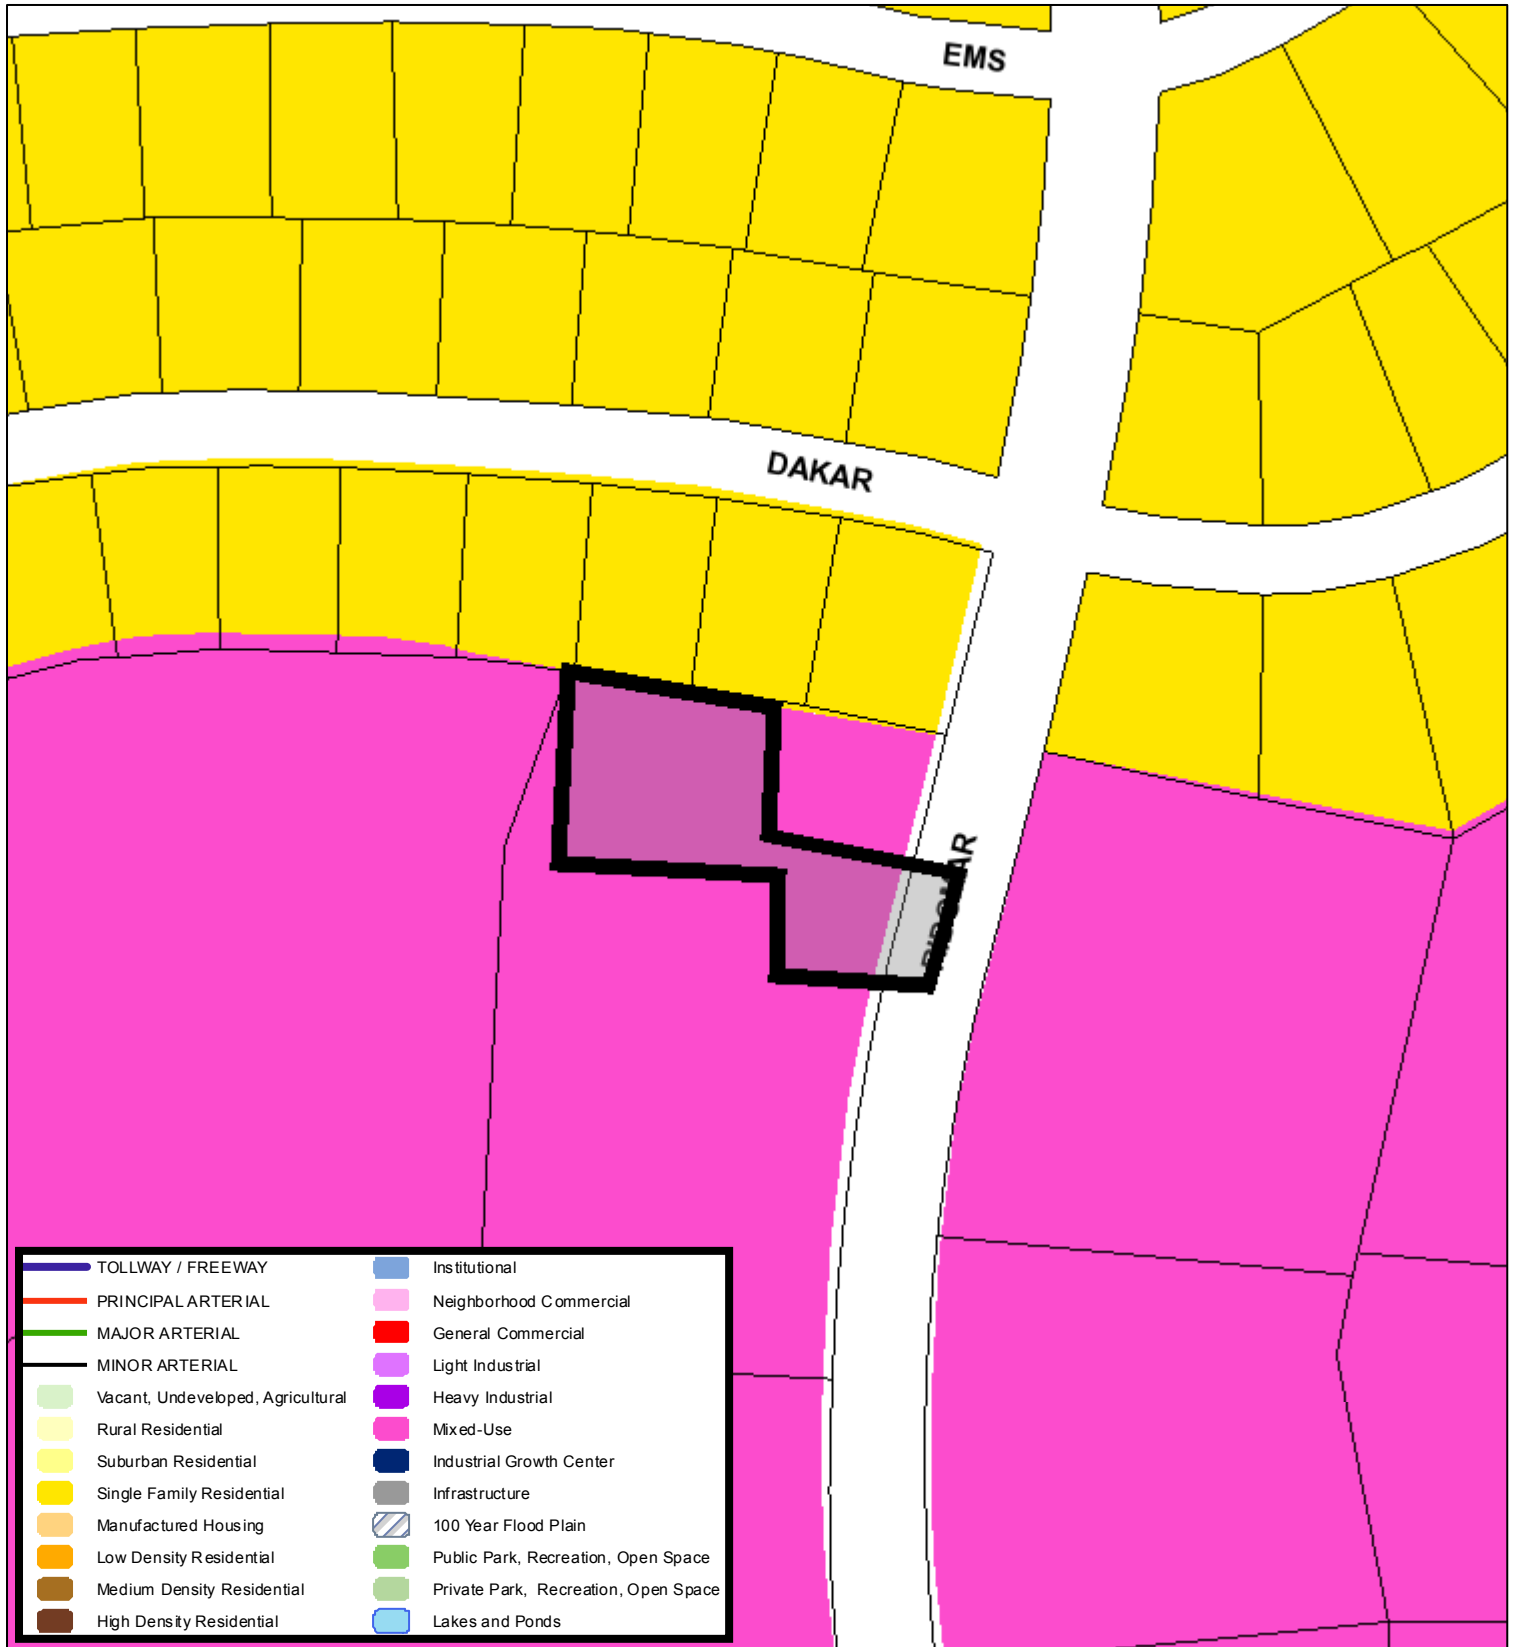 EMS
DAKAR
TOLLWAY / FREEWAY
PRINCIPAL ARTERIAL
MAJOR ARTERIAL
MINOR ARTERIAL
Vacant, Undeveloped, Agricultural
Rural Residential
Suburban Residential
Single Family Residential
Manufactured Housing
Low Density Residential
Medium Density Residential
High Density Residential
Institutional
Neighborhood Commercial
General Commercial
Light Industrial
Heavy Industrial
Mixed-Use
Industrial Growth Center
Infrastructure
100 Year Flood Plain
Public Park, Recreation, Open Space
Private Park, Recreation, Open Space
Lakes and Ponds